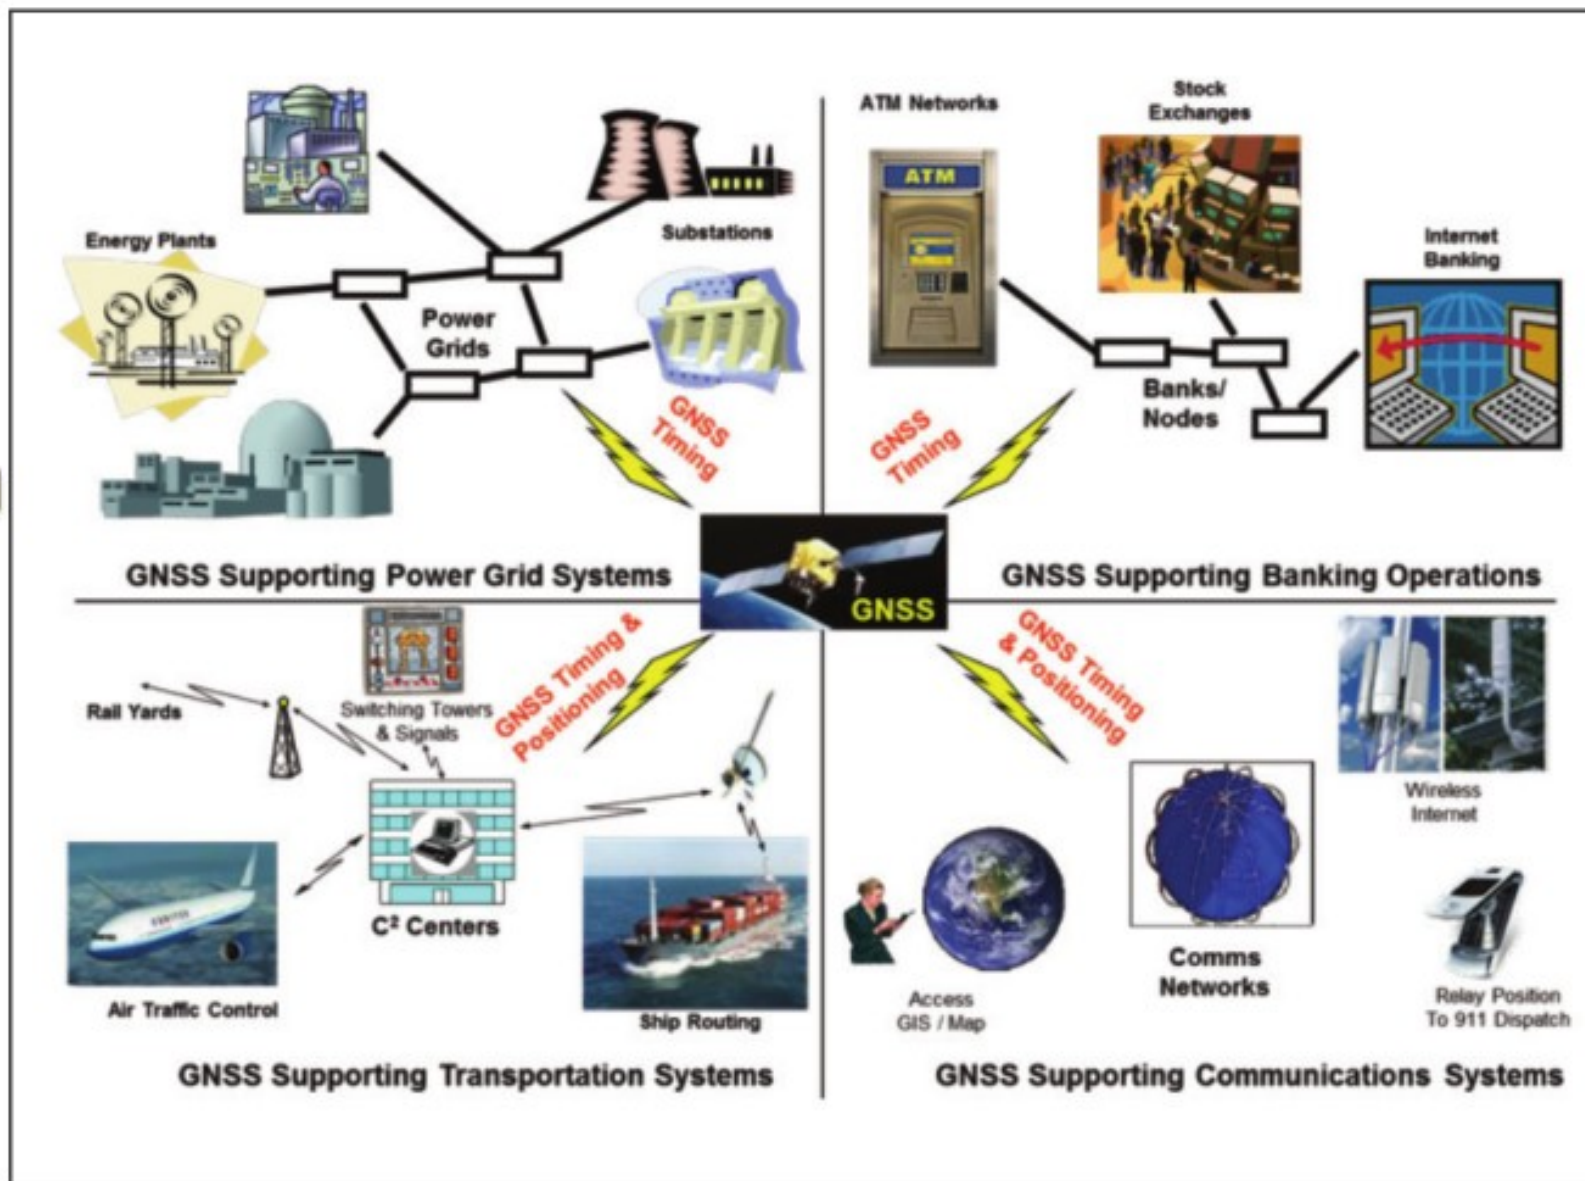 Energy Plants
Substations
Power
Grids
GNSS
Timing
GNSS Supporting Power Grid Systems
ATM Networks
Stock
Exchanges
ATM
Internet
Banking
Banks/
Nodes
GNSS
Timing
GNSS Supporting Banking Operations
GNSS
Rail Yards
Switching Towers
& Signals
GNSS Timing &
Positioning
C² Centers
Air Traffic Control
Ship Routing
GNSS Supporting Transportation Systems
GNSS Timing
& Positioning
Wireless
Internet
Access
GIS / Map
Comms
Networks
Relay Position
To 911 Dispatch
GNSS Supporting Communications Systems